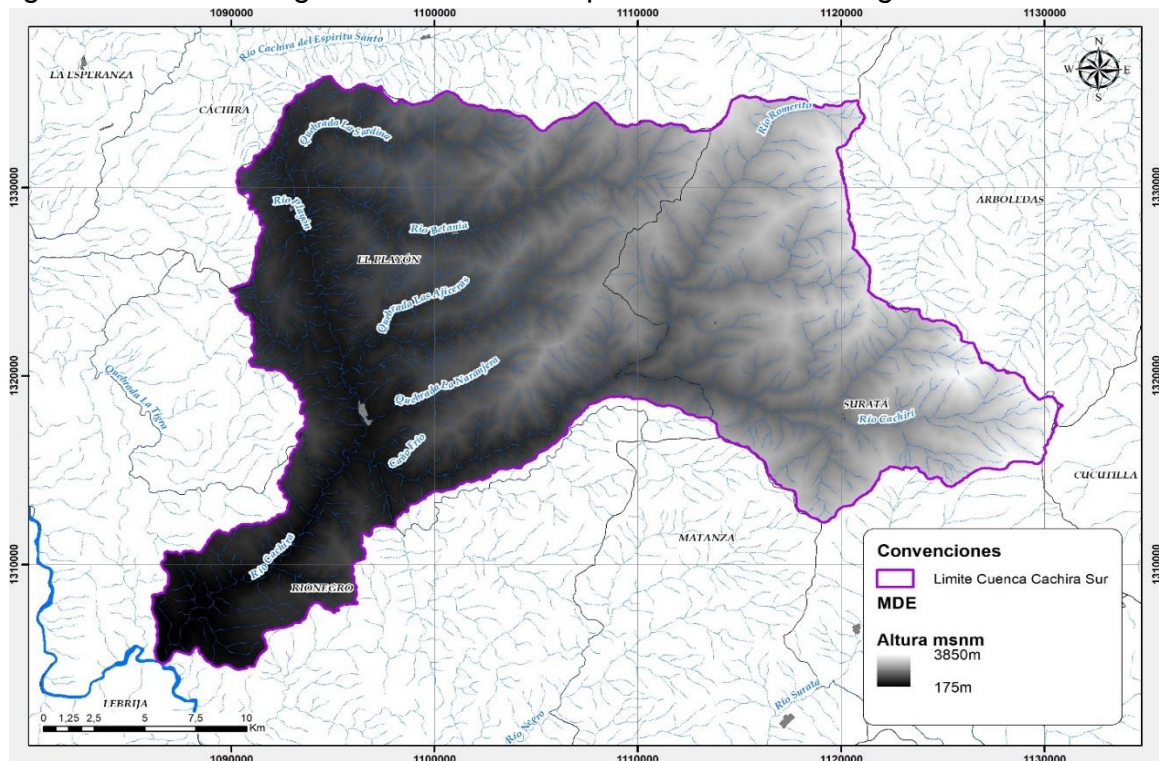 1090000
1100000
1110000
1120000
1130000
Río Cachira del Espiritu Santo
LA ESPERANZA
CÁCHIRA
N
W
E
S
Río Romerito
Quebrada La Sardina
1330000
1330000
Río Playón
ARBOLEDAS
Río Betania
EL PLAYÓN
Quebrada Las Ajiceras
1320000
1320000
Quebrada La Naranjera
Quebrada La Tigra
SURATÁ
Río Cachirí
Caño Frío
CUCUTILLA
MATANZA
Río Cachira
1310000
1310000
RIONEGRO
Convenciones
Limite Cuenca Cachira Sur
MDE
Altura msnm
3850m
175m
LEBRIJA
Río Suratá
Río Negro
0 1,25 2,5 5 7,5 10
Km
1090000
1100000
1110000
1120000
1130000